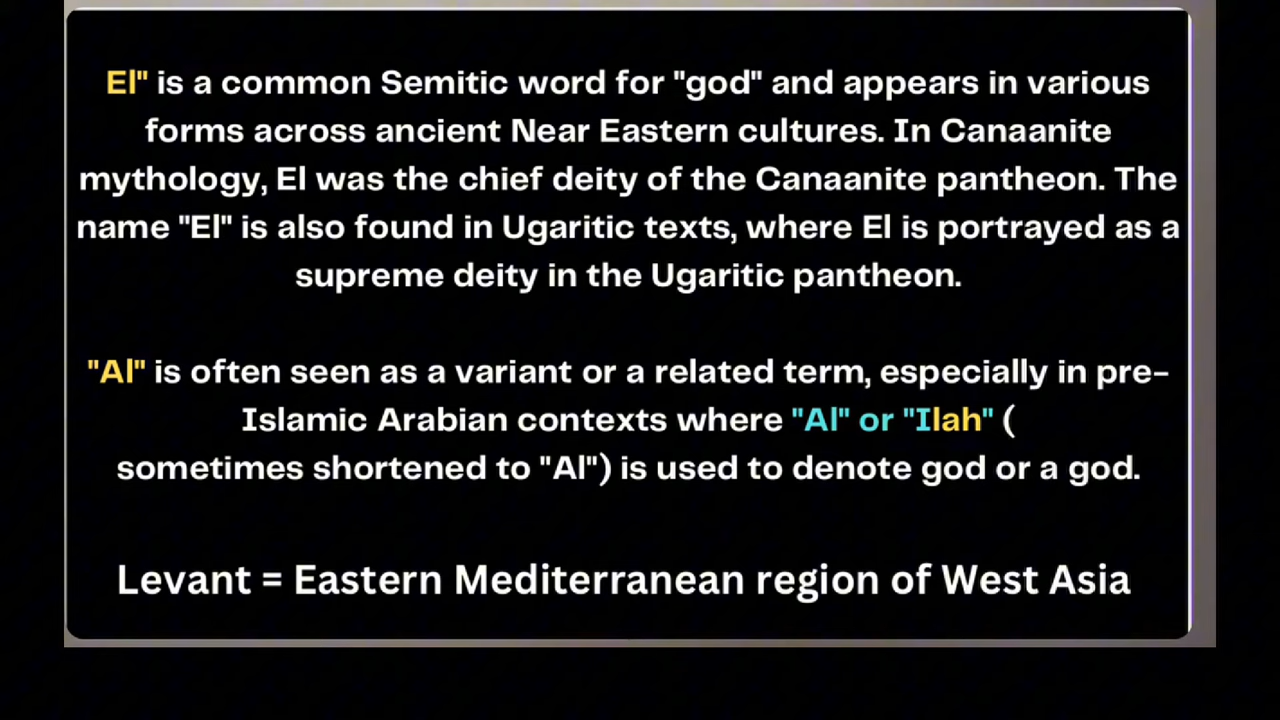 El" is a common Semitic word for "god" and appears in various
forms across ancient Near Eastern cultures. In Canaanite
mythology, El was the chief deity of the Canaanite pantheon. The
name "El" is also found in Ugaritic texts, where El is portrayed as a
supreme deity in the Ugaritic pantheon.
"Al" is often seen as a variant or a related term, especially in pre-
Islamic Arabian contexts where "Al" or "Ilah" (
sometimes shortened to "Al") is used to denote god or a god.
Levant = Eastern Mediterranean region of West Asia